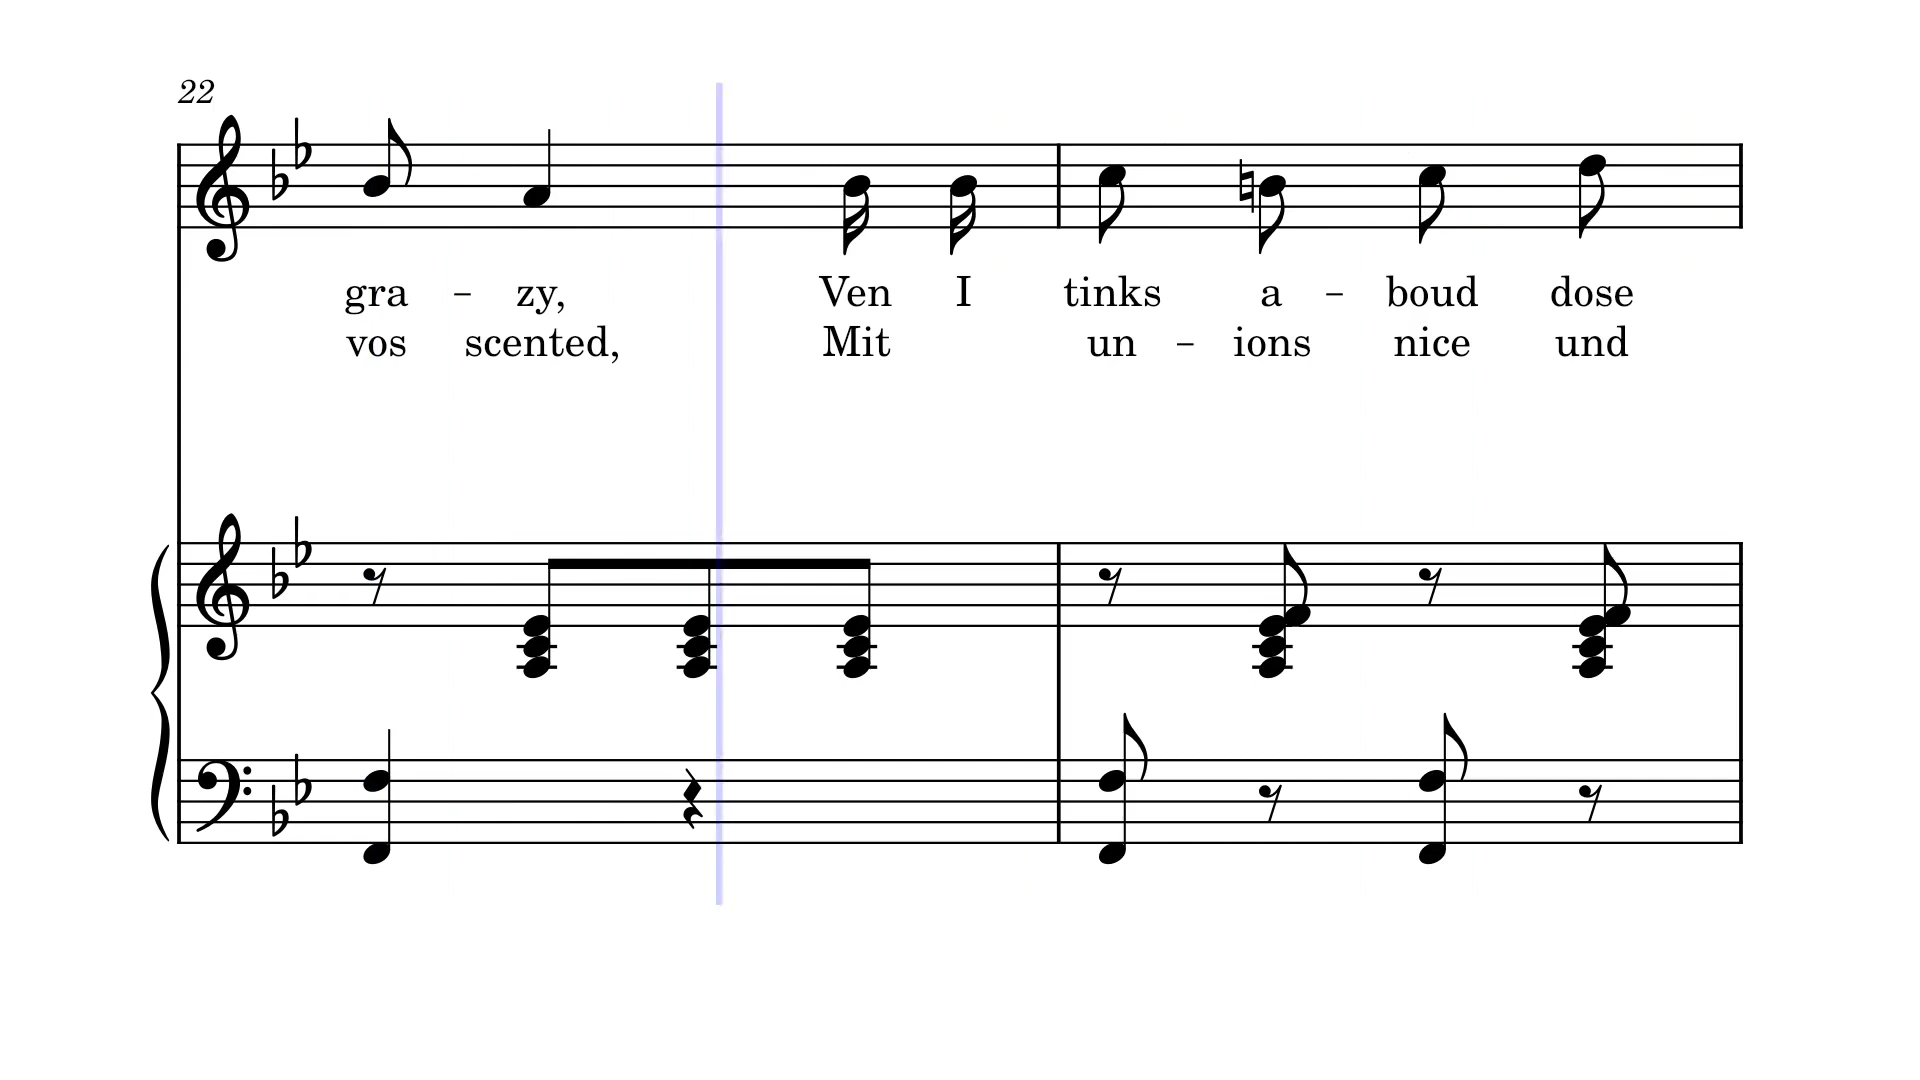 22
gra - zy, Ven I tinks a - boud dose
vos scented, Mit un - ions nice und